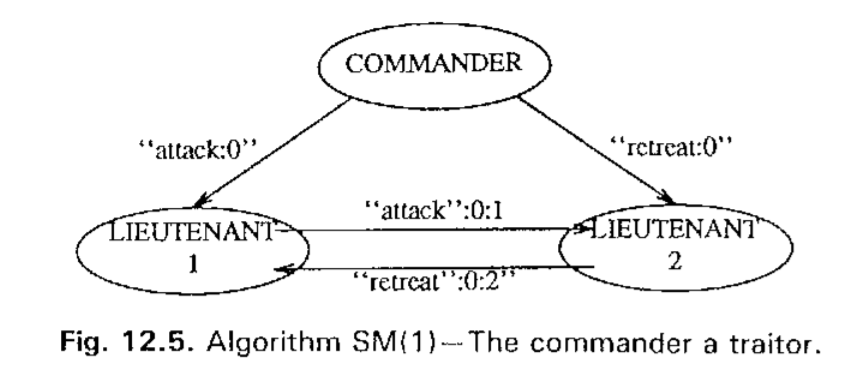 COMMANDER
“attack:0”
“retreat:0”
“attack”:0:1
LIEUTENANT
1
LIEUTENANT
2
“retreat”:0:2”
Fig. 12.5. Algorithm SM(1)—The commander a traitor.